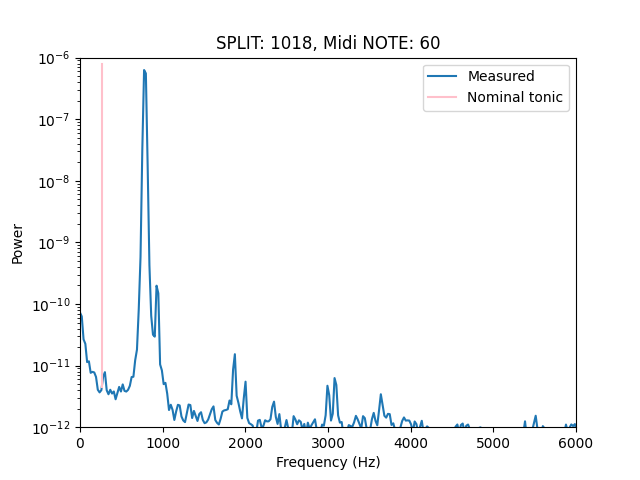 SPLIT: 1018, Midi NOTE: 60
10⁻⁶
10⁻⁷
10⁻⁸
10⁻⁹
10⁻¹⁰
10⁻¹¹
10⁻¹²
Power
Measured
Nominal tonic
0 1000 2000 3000 4000 5000 6000
Frequency (Hz)